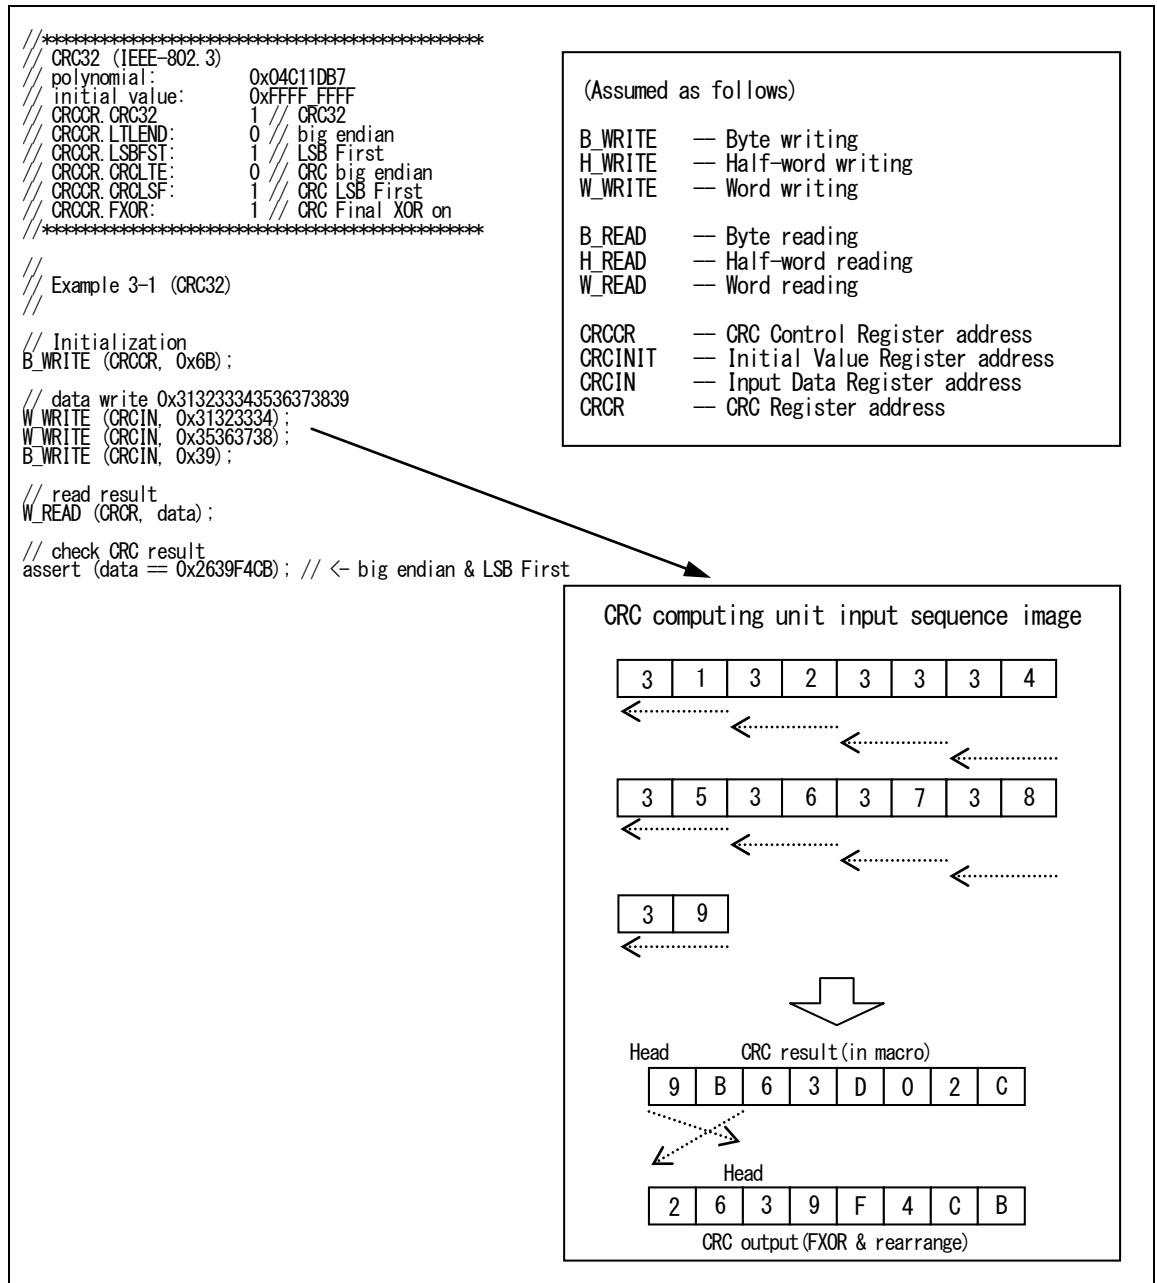 //*************************************************
// CRC32 (IEEE-802.3)
// polynomial: 0x04C11DB7
// initial value: 0xFFFF_FFFF
// CRCCR.CRC32 1 // CRC32
// CRCCR.LTLEND: 0 // big endian
// CRCCR.LSBFST: 1 // LSB First
// CRCCR.CRCLTE: 0 // CRC big endian
// CRCCR.CRCLSF: 1 // CRC LSB First
// CRCCR.FXOR: 1 // CRC Final XOR on
//*************************************************
//
// Example 3-1 (CRC32)
//
// Initialization
B_WRITE (CRCCR, 0x6B);
// data write 0x313233343536373839
W_WRITE (CRCIN, 0x31323334);
W_WRITE (CRCIN, 0x35363738);
B_WRITE (CRCIN, 0x39);
// read result
W_READ (CRCR, data);
// check CRC result
assert (data == 0x2639F4CB); // <- big endian & LSB First
(Assumed as follows)
B_WRITE -- Byte writing
H_WRITE -- Half-word writing
W_WRITE -- Word writing
B_READ -- Byte reading
H_READ -- Half-word reading
W_READ -- Word reading
CRCCR -- CRC Control Register address
CRCINIT -- Initial Value Register address
CRCIN -- Input Data Register address
CRCR -- CRC Register address
CRC computing unit input sequence image
3 1 3 2 3 3 3 4
3 5 3 6 3 7 3 8
3 9
Head CRC result(in macro)
9 B 6 3 D 0 2 C
Head
2 6 3 9 F 4 C B
CRC output(FXOR & rearrange)